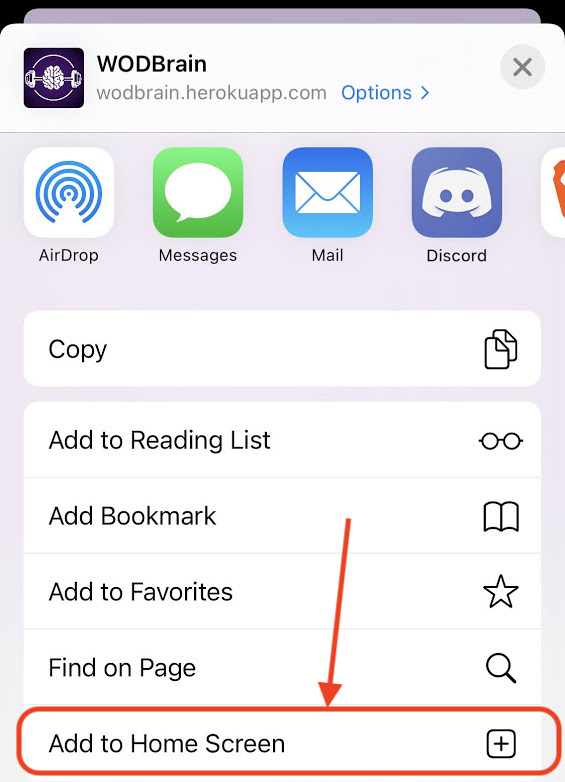 WODBrain
wodbrain.herokuapp.com Options >
AirDrop Messages Mail Discord
Copy
Add to Reading List
Add Bookmark
Add to Favorites
Find on Page
Add to Home Screen